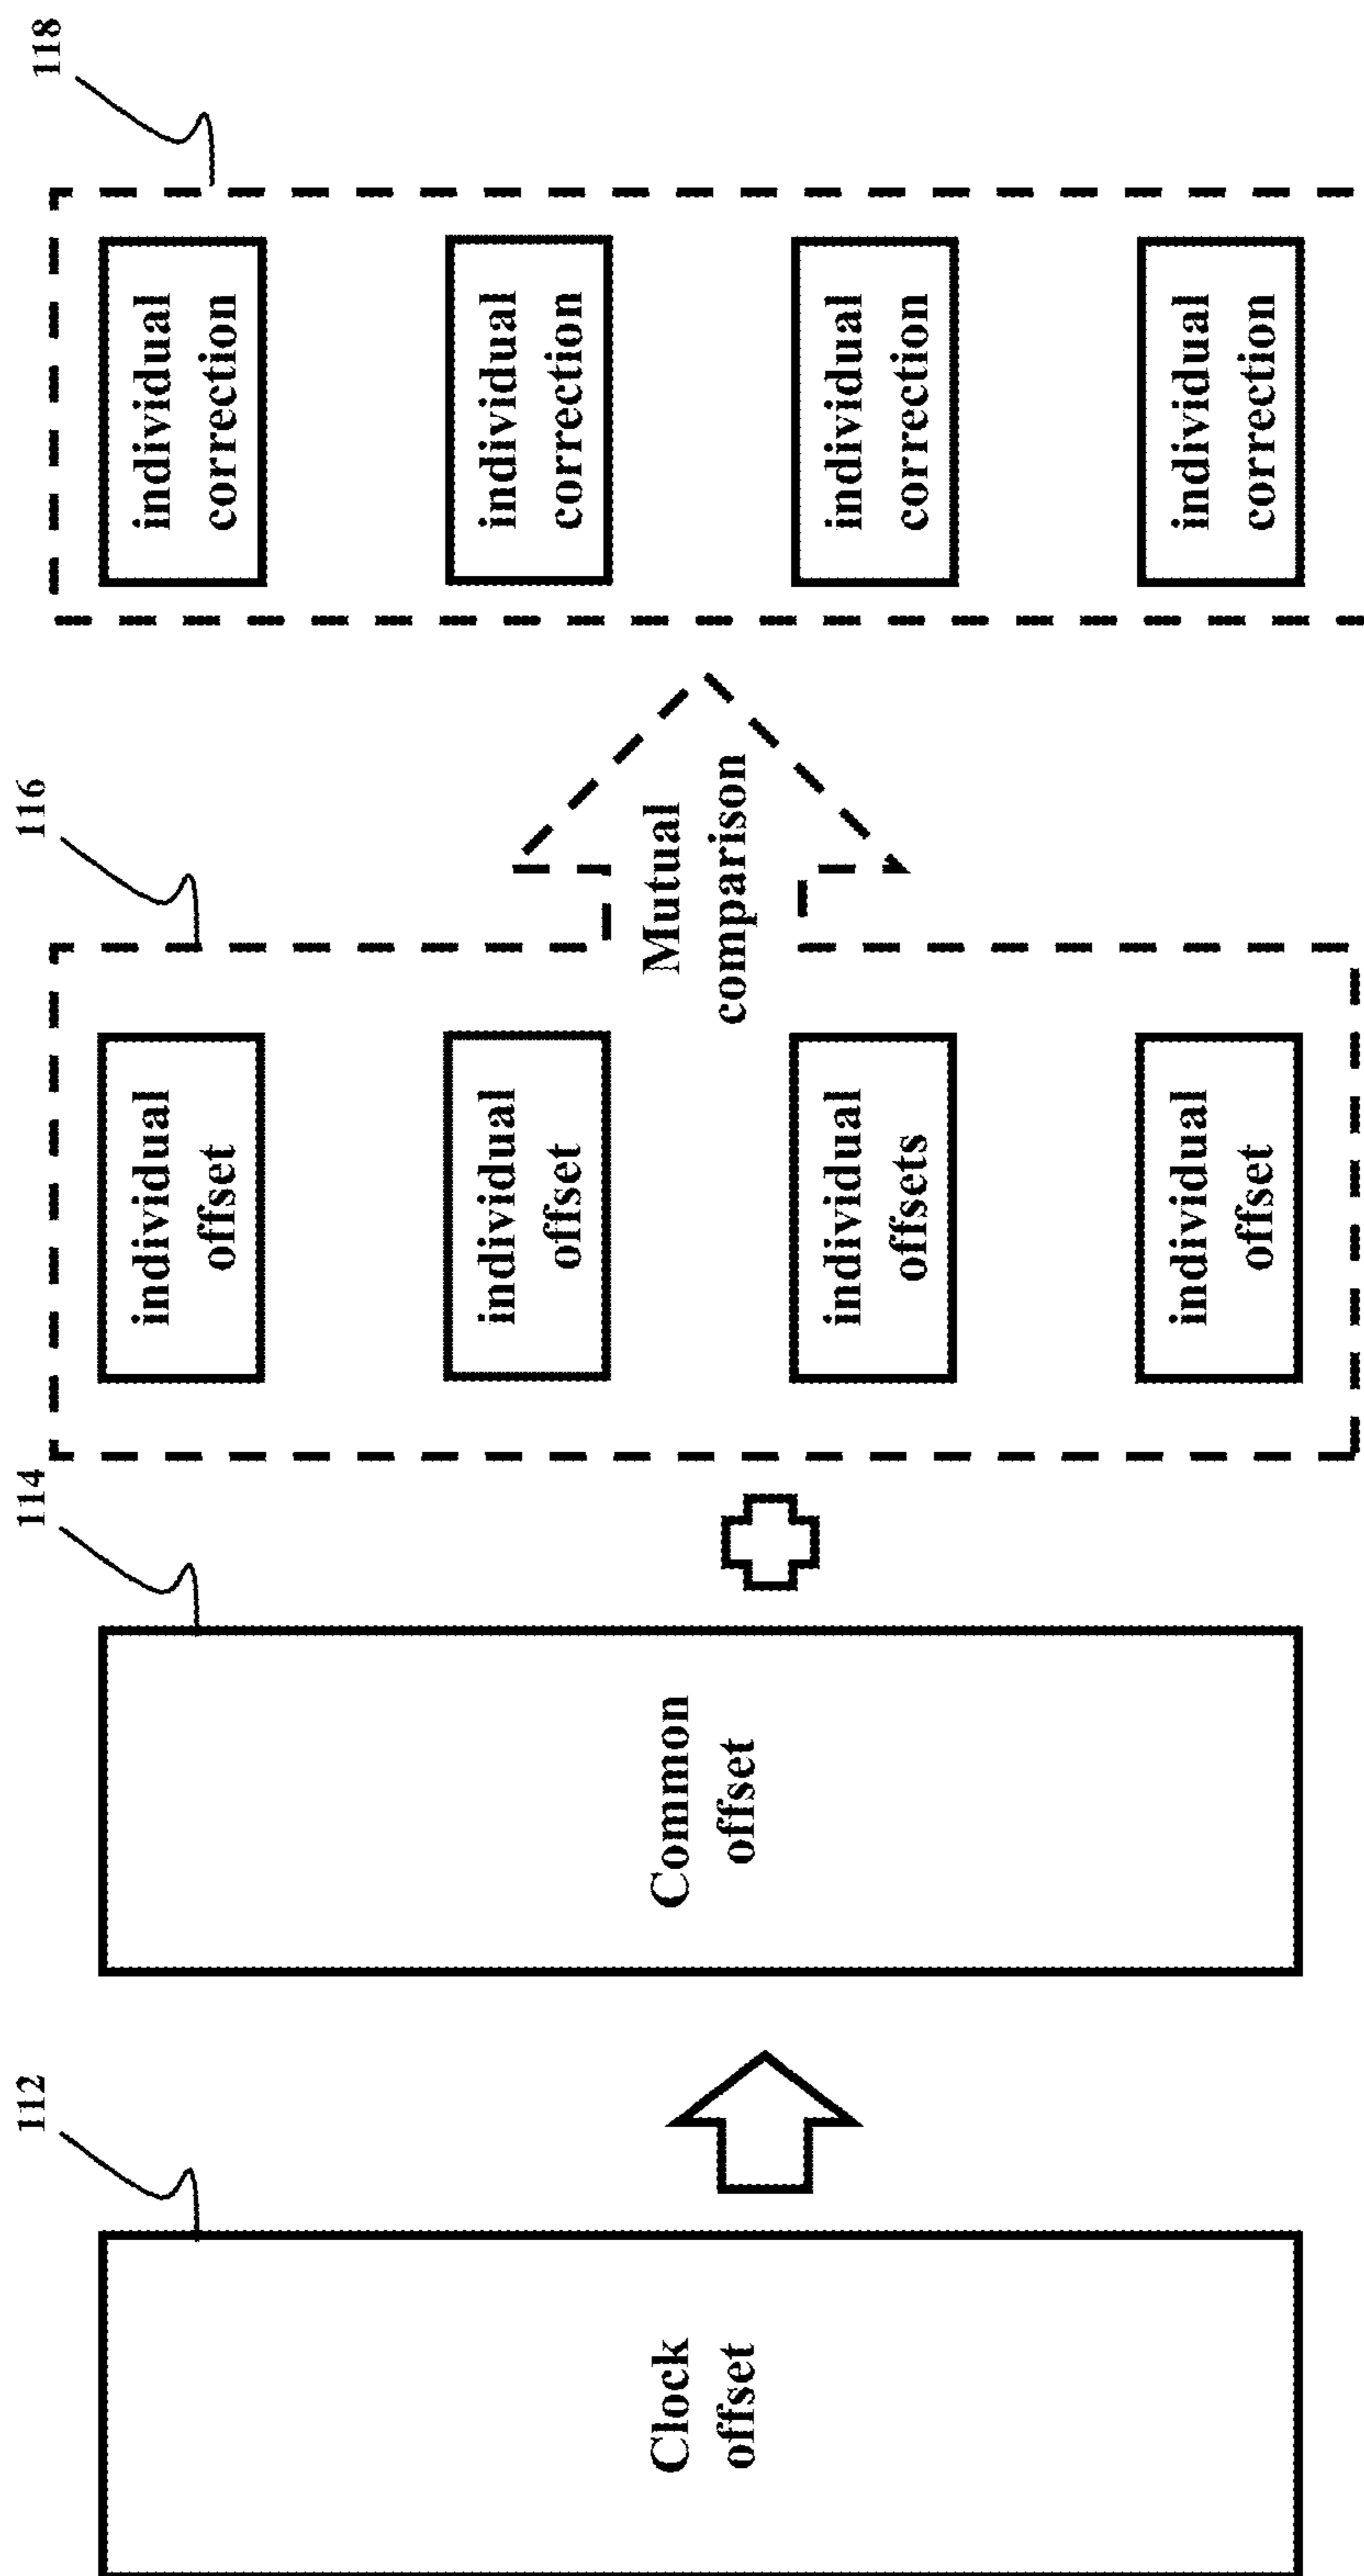 112
114
116
118
Clock
offset
Common
offset
individual
offset
individual
offset
individual
offsets
individual
offset
Mutual
comparison
individual
correction
individual
correction
individual
correction
individual
correction